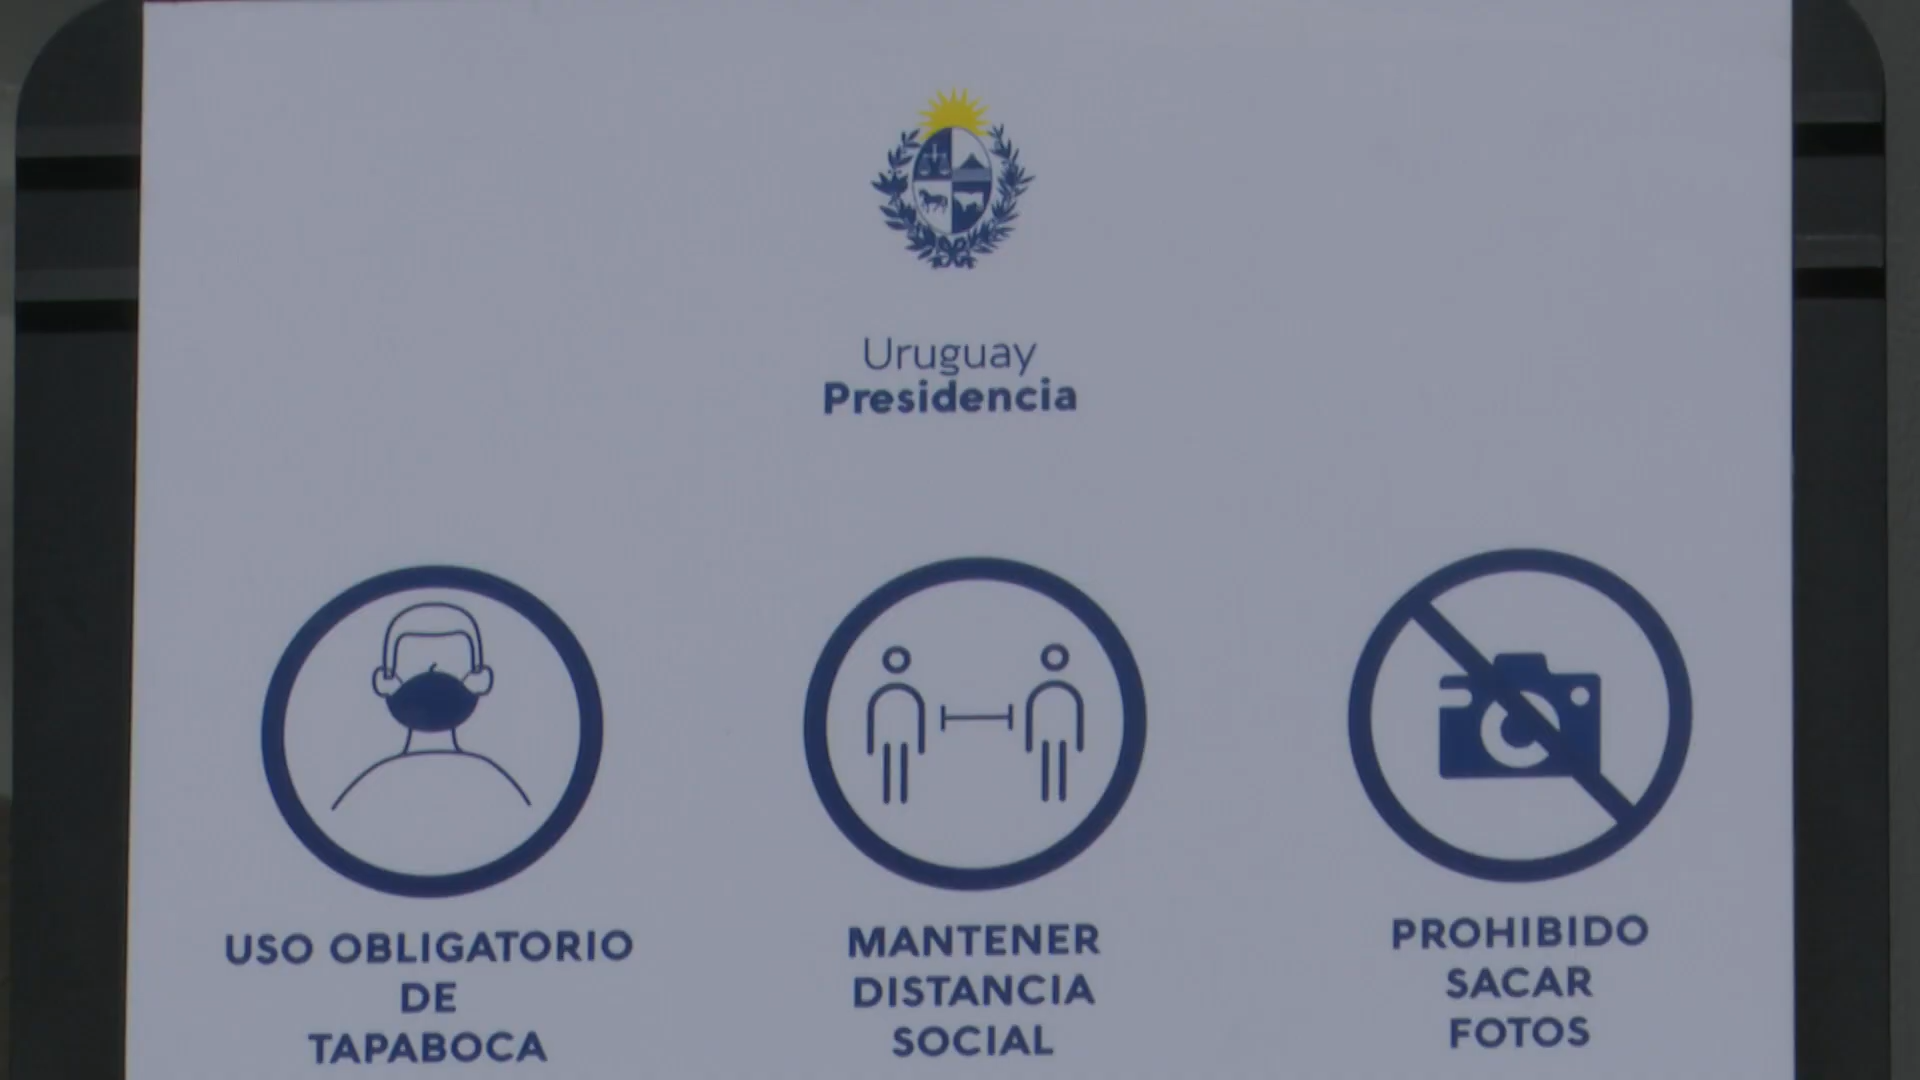 Uruguay
Presidencia
USO OBLIGATORIO
DE
TAPABOCA
MANTENER
DISTANCIA
SOCIAL
PROHIBIDO
SACAR
FOTOS